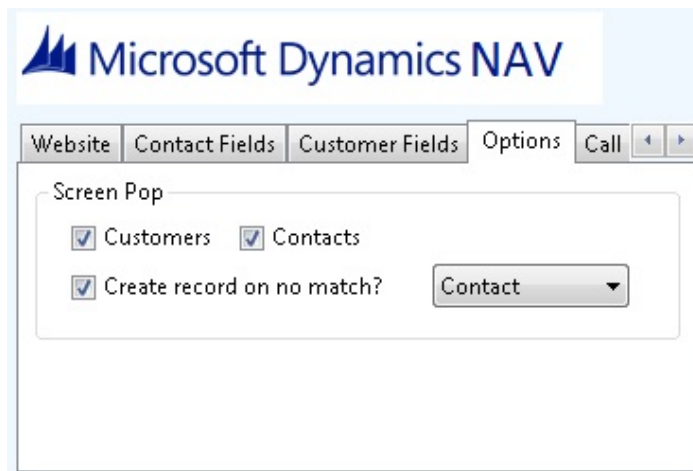 Microsoft Dynamics NAV
Website Contact Fields Customer Fields Options Call
Screen Pop
Customers Contacts
Create record on no match? Contact